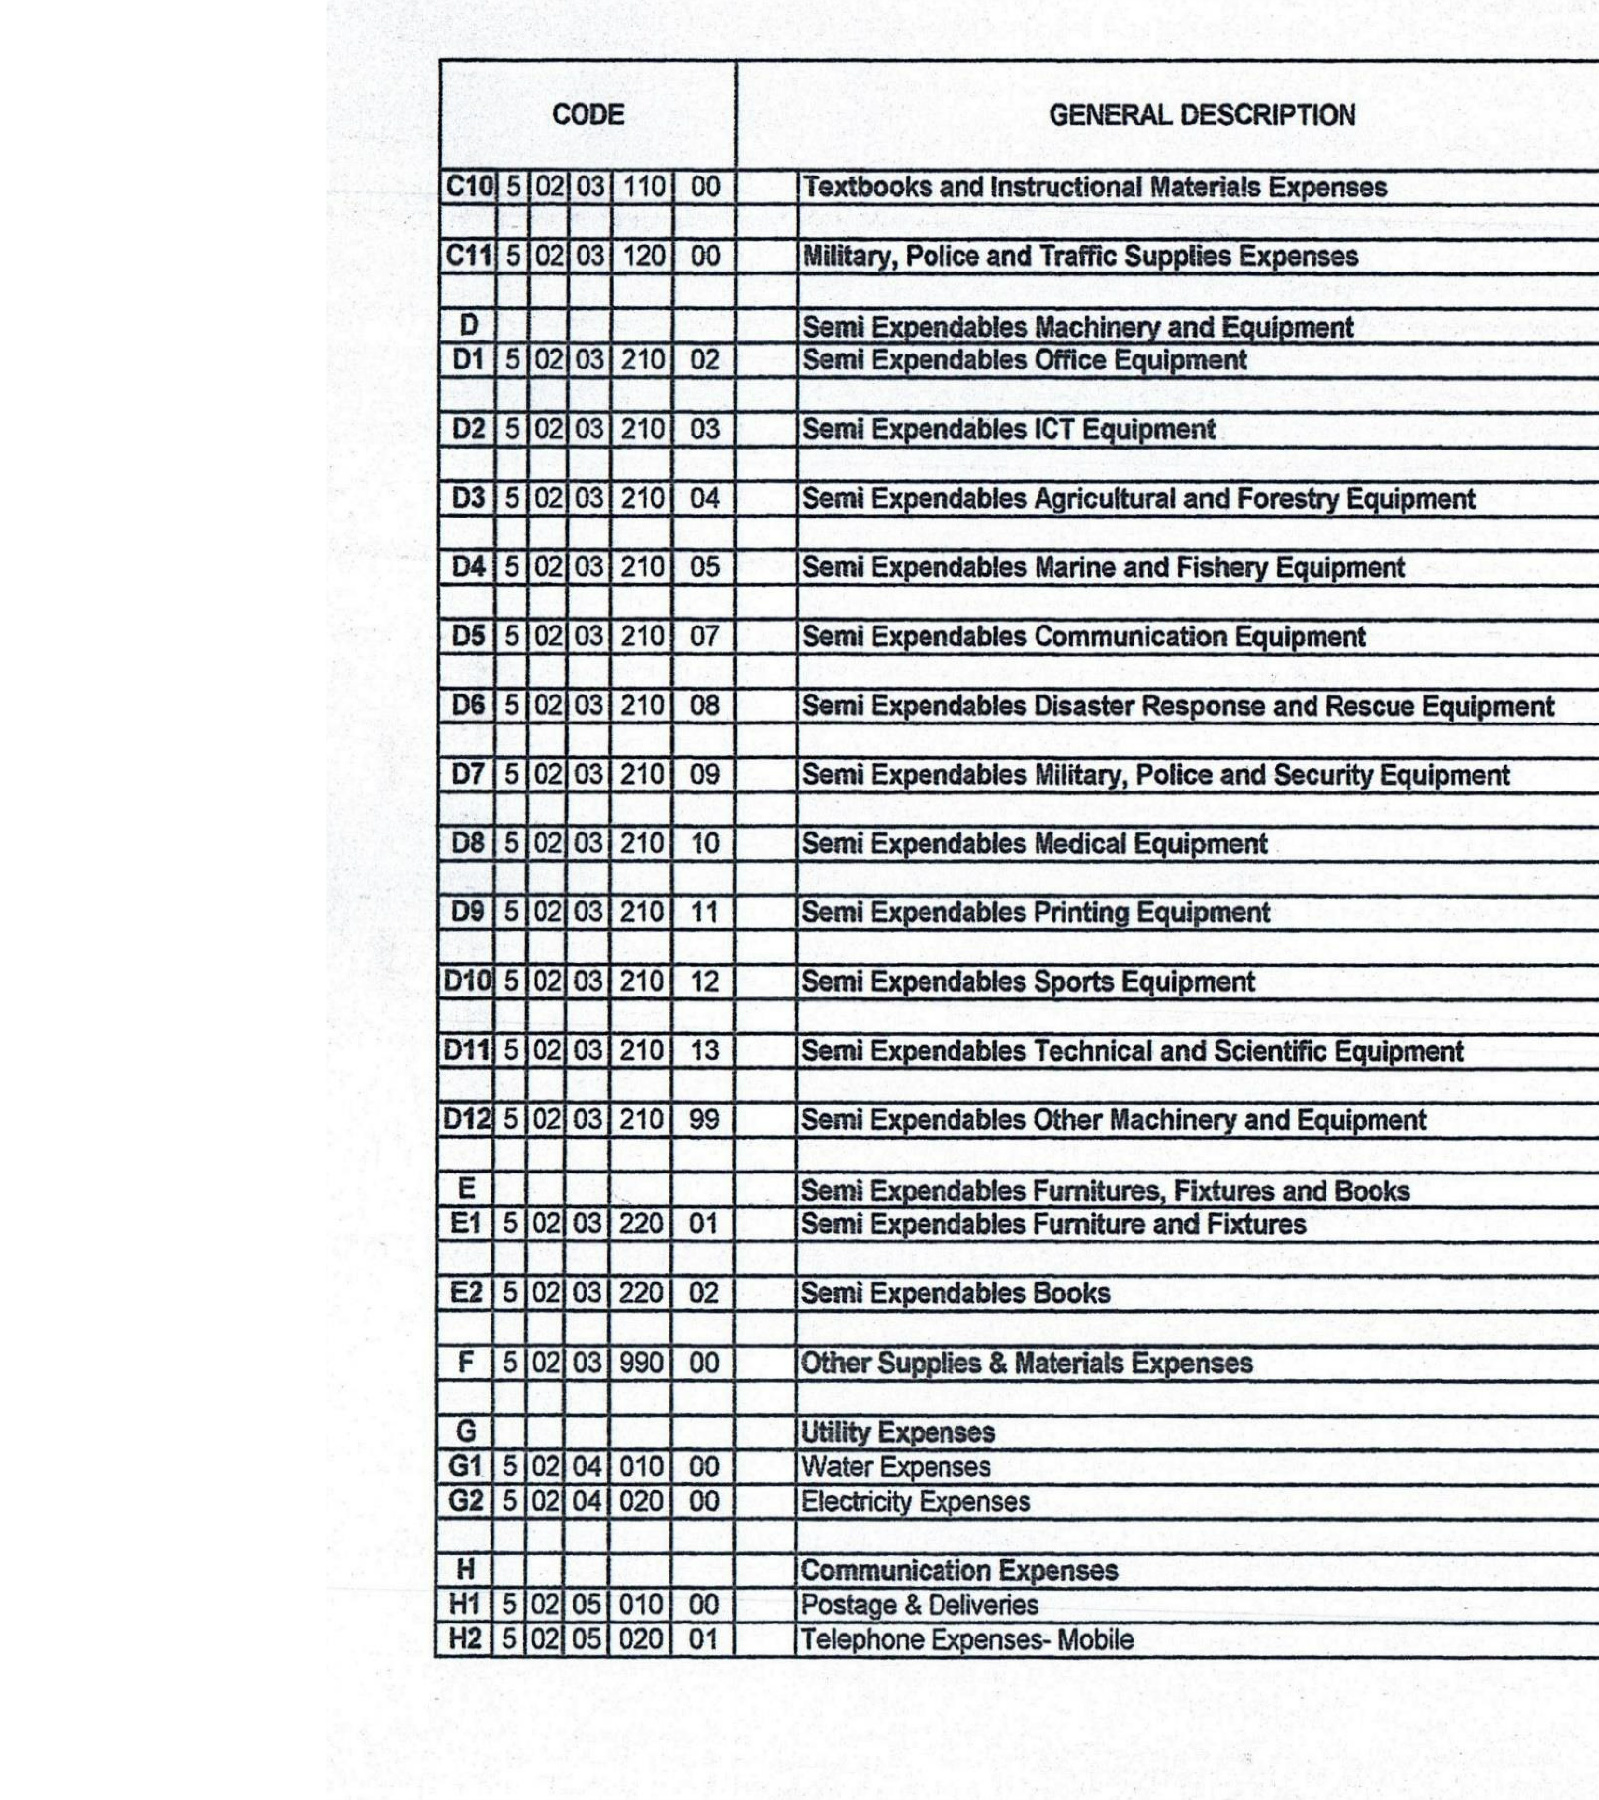 CODE GENERAL DESCRIPTION
C10 5 02 03 110 00 Textbooks and Instructional Materials Expenses
C11 5 02 03 120 00 Military, Police and Traffic Supplies Expenses
D Semi Expendables Machinery and Equipment
D1 5 02 03 210 02 Semi Expendables Office Equipment
D2 5 02 03 210 03 Semi Expendables ICT Equipment
D3 5 02 03 210 04 Semi Expendables Agricultural and Forestry Equipment
D4 5 02 03 210 05 Semi Expendables Marine and Fishery Equipment
D5 5 02 03 210 07 Semi Expendables Communication Equipment
D6 5 02 03 210 08 Semi Expendables Disaster Response and Rescue Equipment
D7 5 02 03 210 09 Semi Expendables Military, Police and Security Equipment
D8 5 02 03 210 10 Semi Expendables Medical Equipment
D9 5 02 03 210 11 Semi Expendables Printing Equipment
D10 5 02 03 210 12 Semi Expendables Sports Equipment
D11 5 02 03 210 13 Semi Expendables Technical and Scientific Equipment
D12 5 02 03 210 99 Semi Expendables Other Machinery and Equipment
E Semi Expendables Furnitures, Fixtures and Books
E1 5 02 03 220 01 Semi Expendables Furniture and Fixtures
E2 5 02 03 220 02 Semi Expendables Books
F 5 02 03 990 00 Other Supplies & Materials Expenses
G Utility Expenses
G1 5 02 04 010 00 Water Expenses
G2 5 02 04 020 00 Electricity Expenses
H Communication Expenses
H1 5 02 05 010 00 Postage & Deliveries
H2 5 02 05 020 01 Telephone Expenses- Mobile